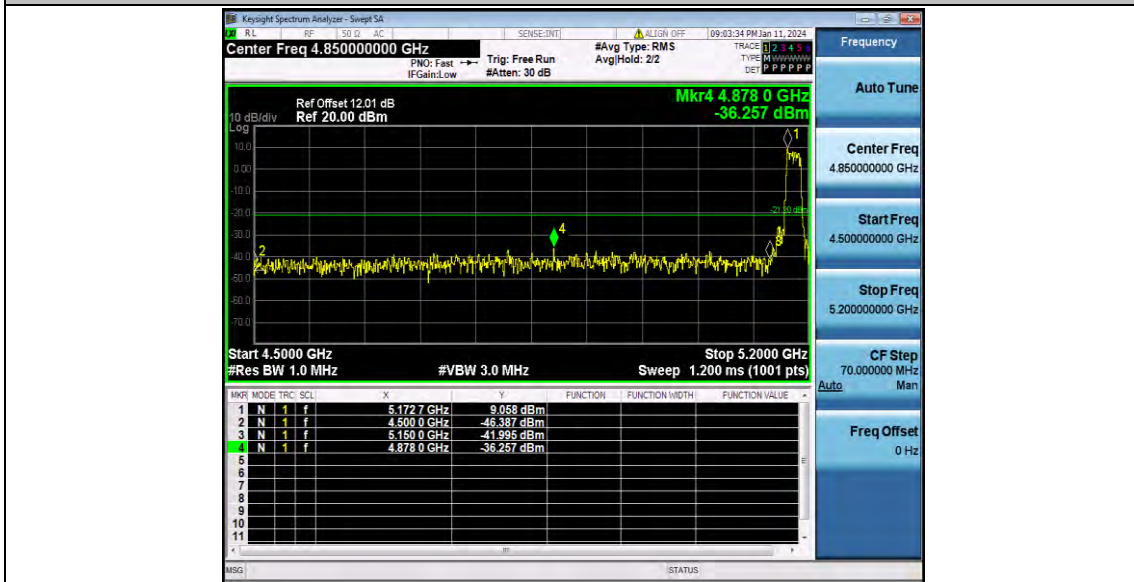 Keysight Spectrum Analyzer - Swept SA
RL RF 50 Ω AC SENSE:INT ALIGN OFF 09:03:34 PM Jan 11, 2024
Center Freq 4.850000000 GHz
PNO: Fast
IFGain:Low
Trig: Free Run
#Atten: 30 dB
#Avg Type: RMS
Avg|Hold: 2/2
TRACE 1 2 3 4 5 6
TYPE M WWWWW
DET P P P P P P
Mkr4 4.878 0 GHz
-36.257 dBm
Ref Offset 12.01 dB
10 dB/div Ref 20.00 dBm
Log
10.0
0.00
-10.0
-20.0
-30.0
-40.0
-50.0
-60.0
-70.0
1
-21.20 dBm
4
2
3
Start 4.5000 GHz Stop 5.2000 GHz
#Res BW 1.0 MHz #VBW 3.0 MHz Sweep 1.200 ms (1001 pts)
MKR MODE TRC SCL X Y FUNCTION FUNCTION WIDTH FUNCTION VALUE
1 N 1 f 5.172 7 GHz 9.058 dBm
2 N 1 f 4.500 0 GHz -46.387 dBm
3 N 1 f 5.150 0 GHz -41.995 dBm
4 N 1 f 4.878 0 GHz -36.257 dBm
5
6
7
8
9
10
11
MSG STATUS
Frequency
Auto Tune
Center Freq
4.850000000 GHz
Start Freq
4.500000000 GHz
Stop Freq
5.200000000 GHz
CF Step
70.000000 MHz
Auto Man
Freq Offset
0 Hz